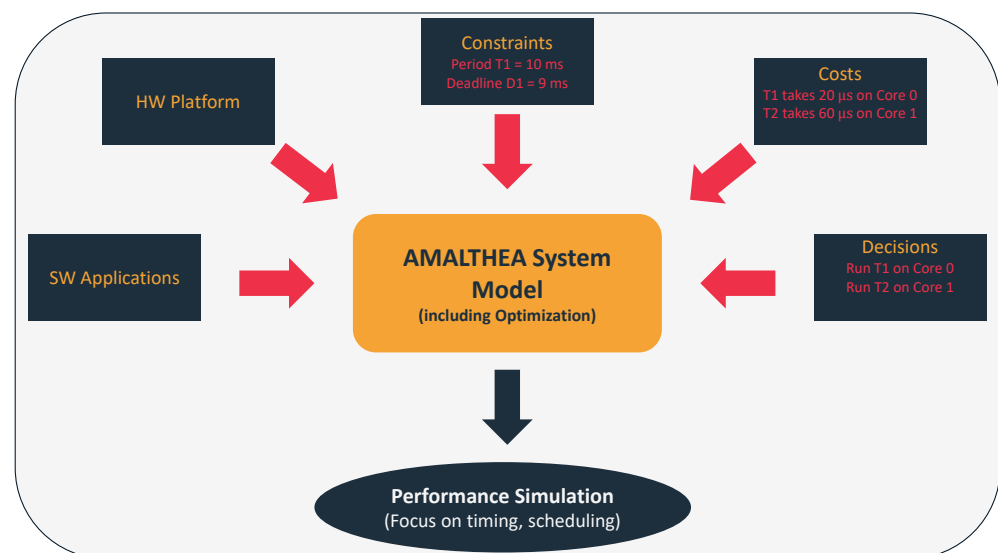 Constraints
Period T1 = 10 ms
Deadline D1 = 9 ms
HW Platform
Costs
T1 takes 20 μs on Core 0
T2 takes 60 μs on Core 1
SW Applications
AMALTHEA System
Model
(including Optimization)
Decisions
Run T1 on Core 0
Run T2 on Core 1
Performance Simulation
(Focus on timing, scheduling)